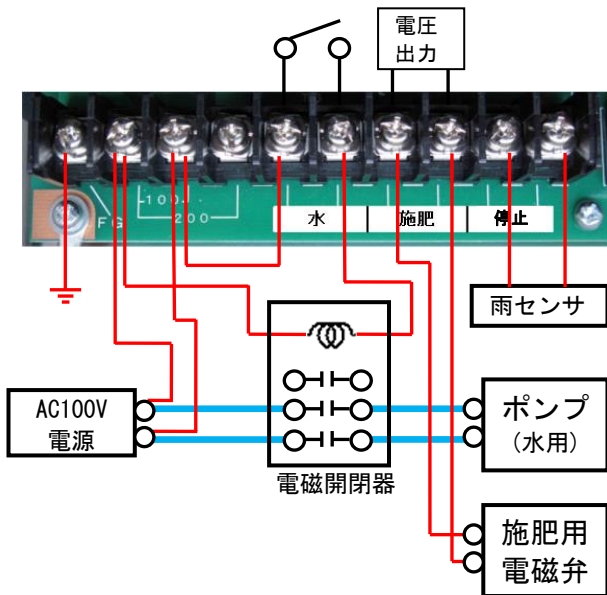 電圧
出力
FG
100
200
水
施肥
停止
雨センサ
AC100V
電源
ポンプ
(水用)
電磁開閉器
施肥用
電磁弁